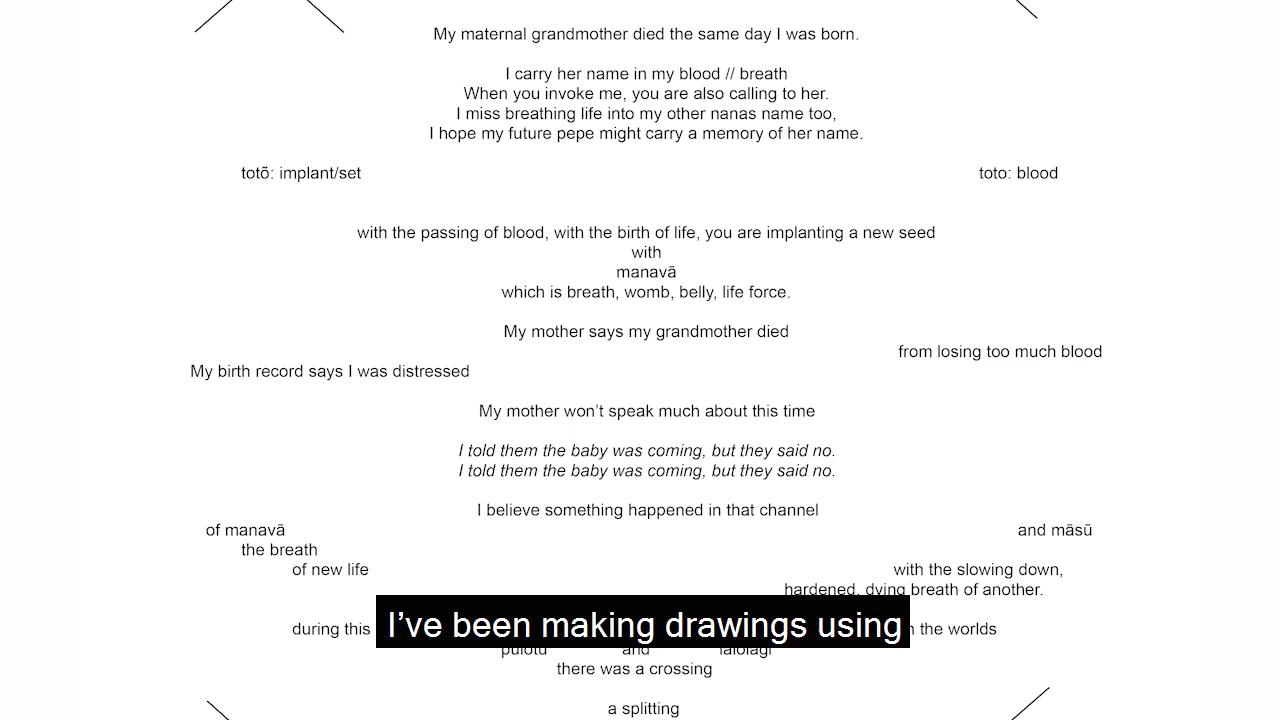 My maternal grandmother died the same day I was born.
I carry her name in my blood // breath
When you invoke me, you are also calling to her.
I miss breathing life into my other nanas name too,
I hope my future pepe might carry a memory of her name.
totō: implant/set toto: blood
with the passing of blood, with the birth of life, you are implanting a new seed
with
manavā
which is breath, womb, belly, life force.
My mother says my grandmother died
from losing too much blood
My birth record says I was distressed
My mother won’t speak much about this time
I told them the baby was coming, but they said no.
I told them the baby was coming, but they said no.
I believe something happened in that channel
of manavā and māsū
the breath
of new life with the slowing down,
hardened, dying breath of another.
I’ve been making drawings using
during this the worlds
pulotu and lalolagi
there was a crossing
a splitting